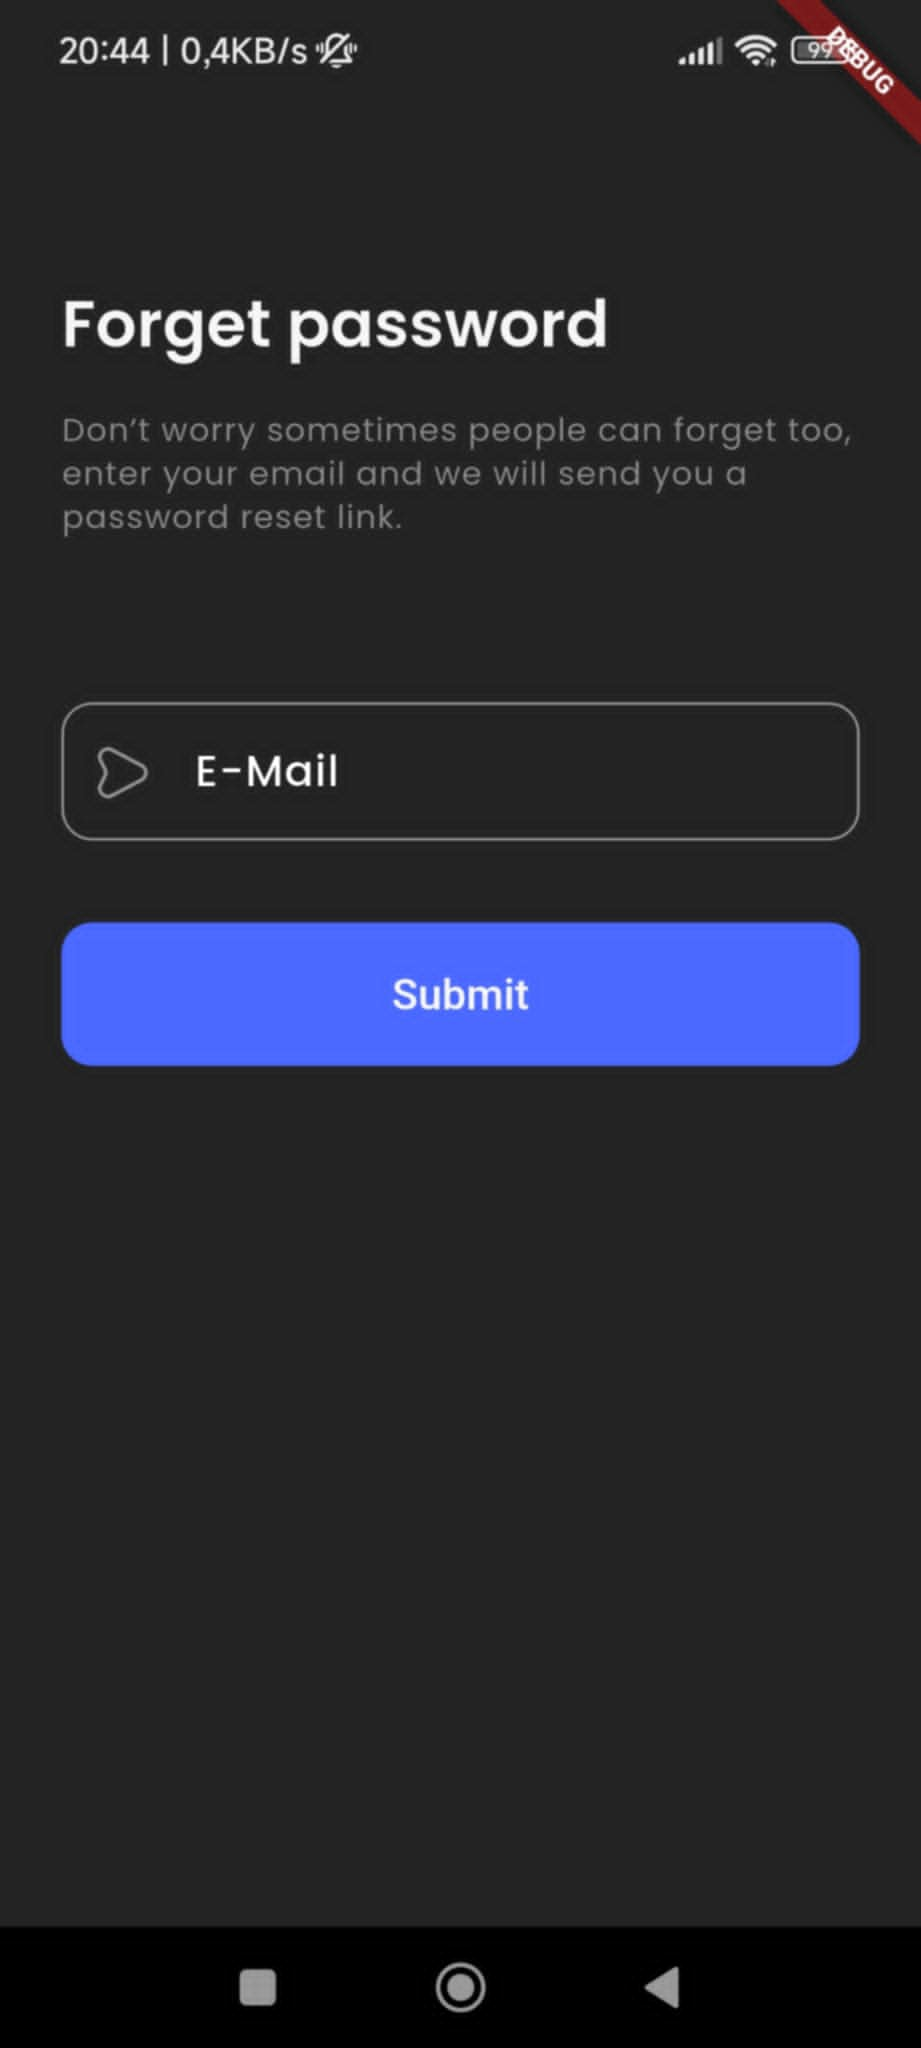 20:44 | 0,4KB/s
99
DEBUG
Forget password
Don’t worry sometimes people can forget too,
enter your email and we will send you a
password reset link.
E-Mail
Submit